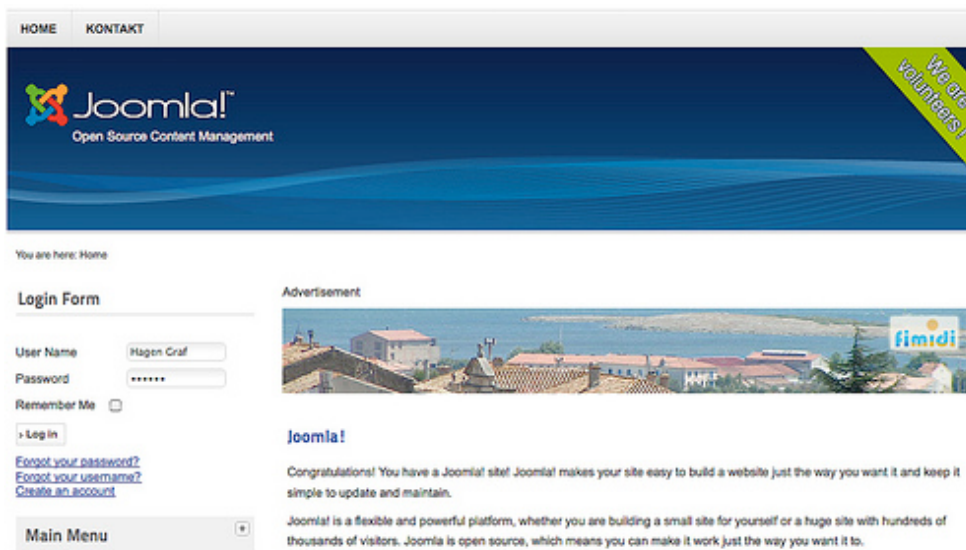 HOME KONTAKT
Joomla!™
Open Source Content Management
We are
volunteers!
You are here: Home
Login Form
User Name Hagen Graf
Password ••••••
Remember Me
› Log in
Forgot your password?
Forgot your username?
Create an account
Main Menu +
Advertisement
fimidi
Joomla!
Congratulations! You have a Joomla! site! Joomla! makes your site easy to build a website just the way you want it and keep it
simple to update and maintain.
Joomla! is a flexible and powerful platform, whether you are building a small site for yourself or a huge site with hundreds of
thousands of visitors. Joomla is open source, which means you can make it work just the way you want it to.